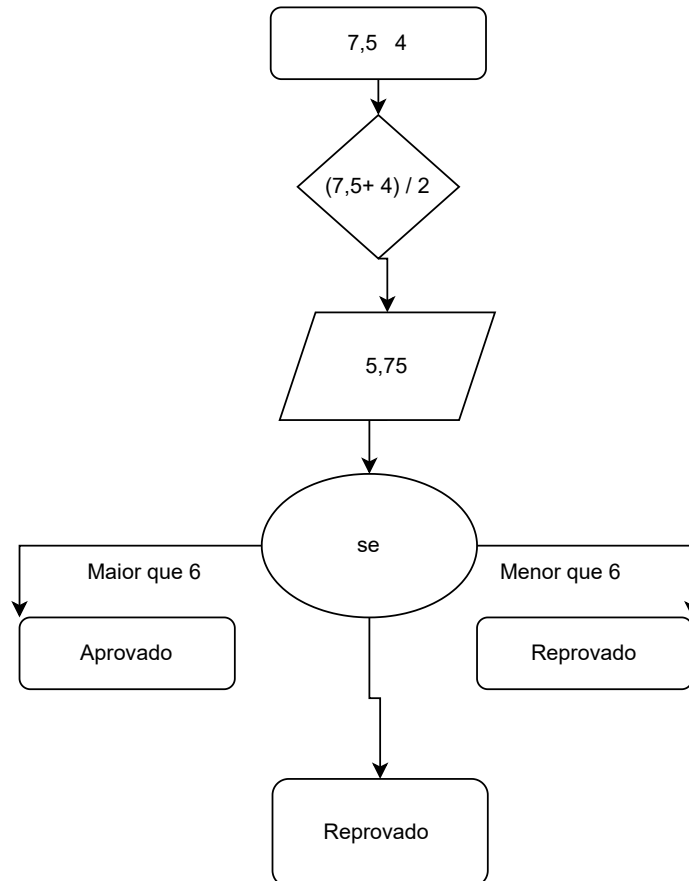 7,5   4
(7,5+ 4) / 2
5,75
se
Maior que 6
Menor que 6
Aprovado
Reprovado
Reprovado